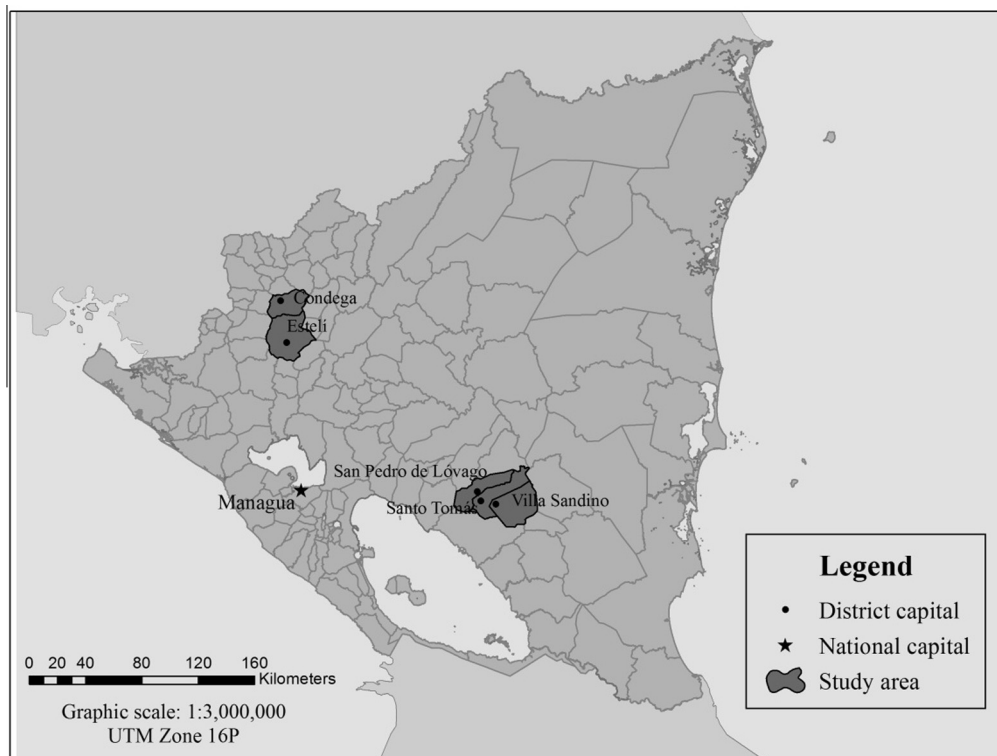 Condega
Estelí
San Pedro de Lóvago
Managua
Santo Tomás
Villa Sandino
Legend
District capital
National capital
Study area
0 20 40 80 120 160
Kilometers
Graphic scale: 1:3,000,000
UTM Zone 16P